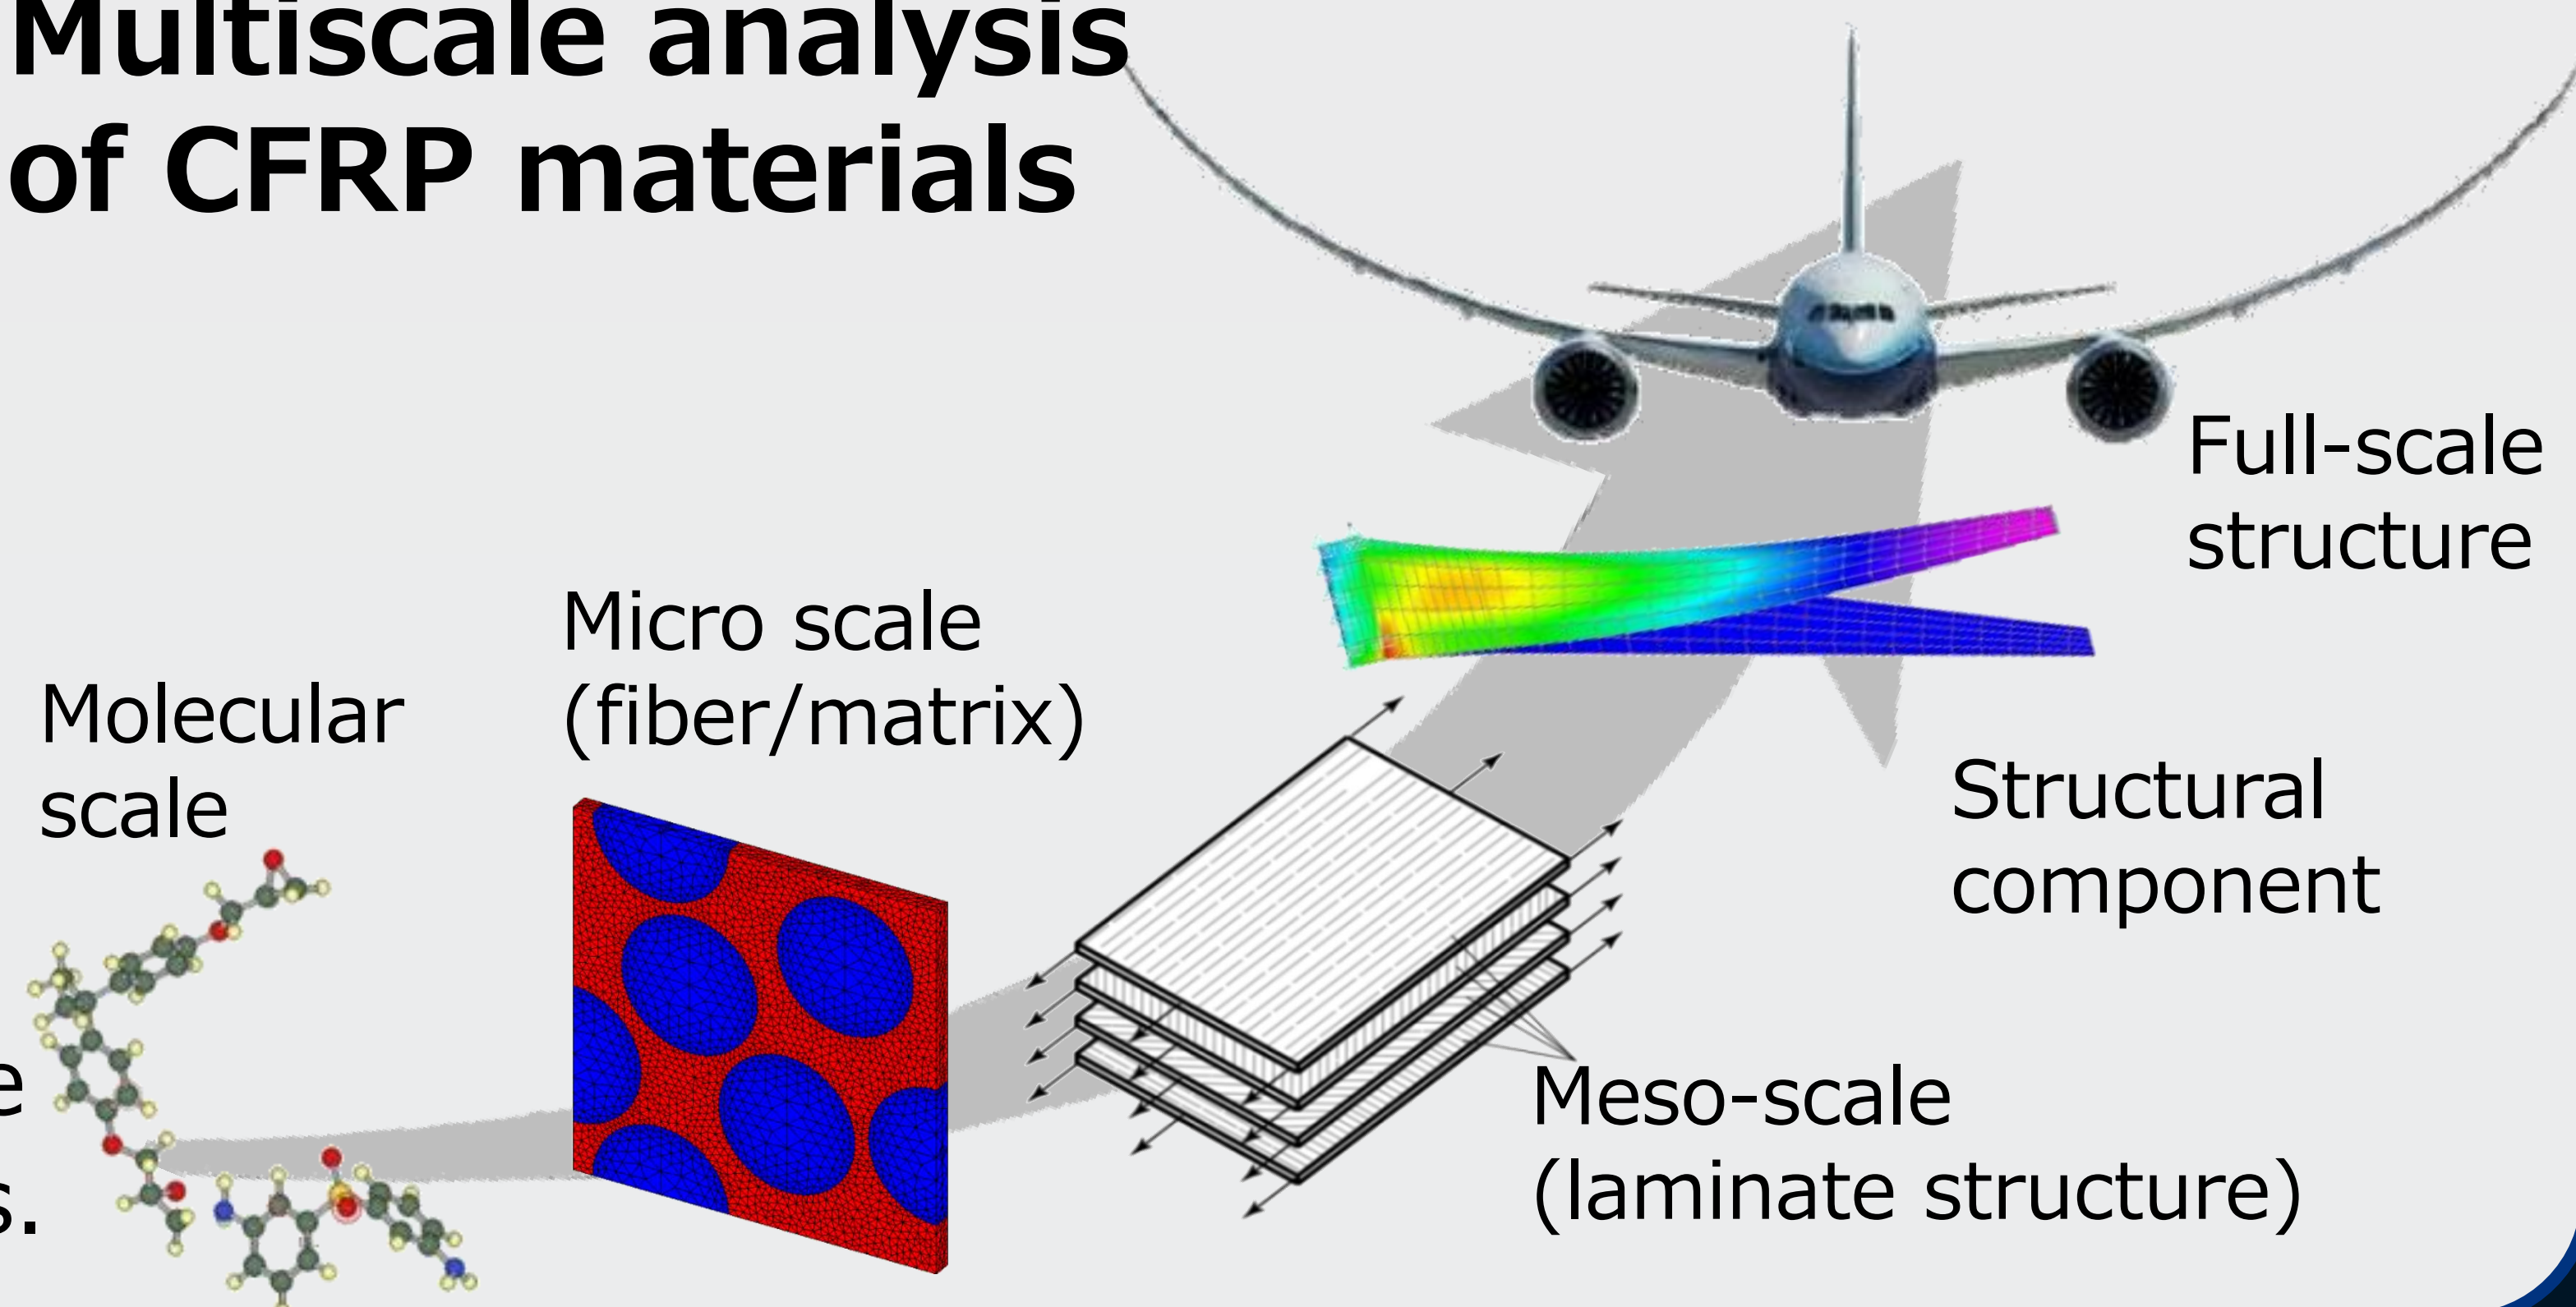 Multiscale analysis
of CFRP materials
Full-scale
structure
Micro scale
(fiber/matrix)
Molecular
scale
Structural
component
Meso-scale
(laminate structure)
e
s.